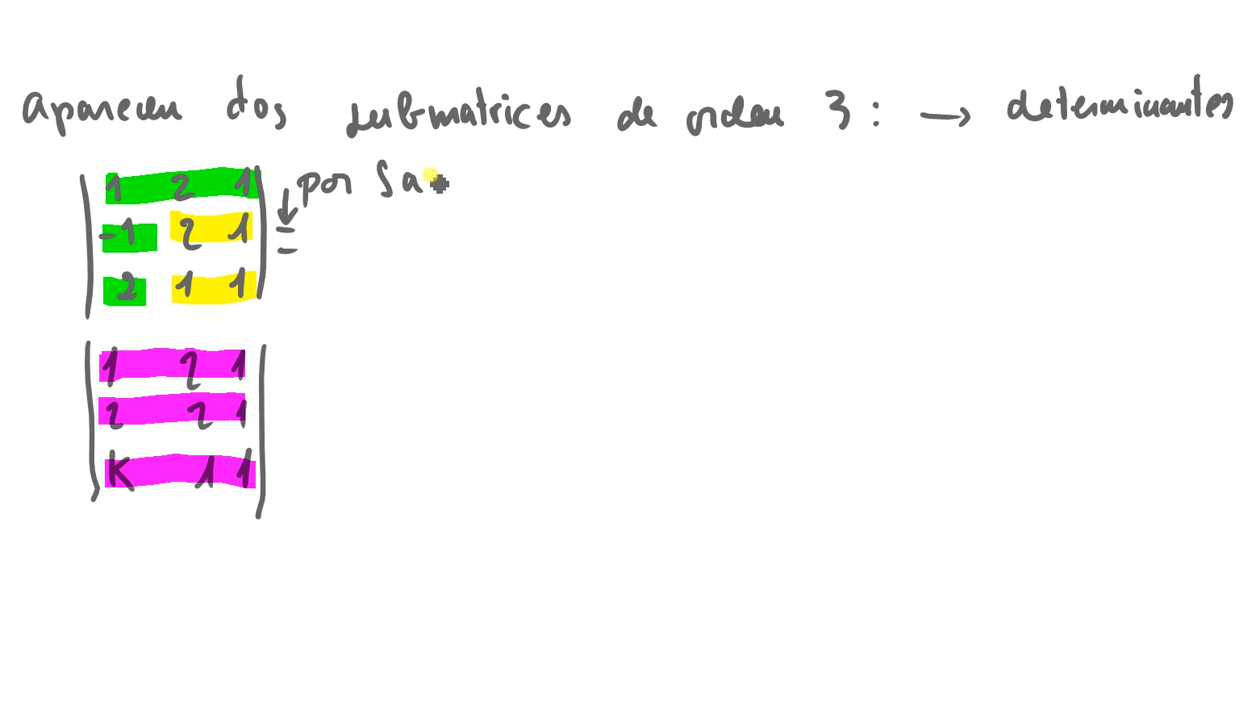 aparecen dos submatrices de orden 3: → determinantes
1 2 1 por Sa
-1 2 1 =
2 1 1
1 2 1
2 2 1
K 1 1